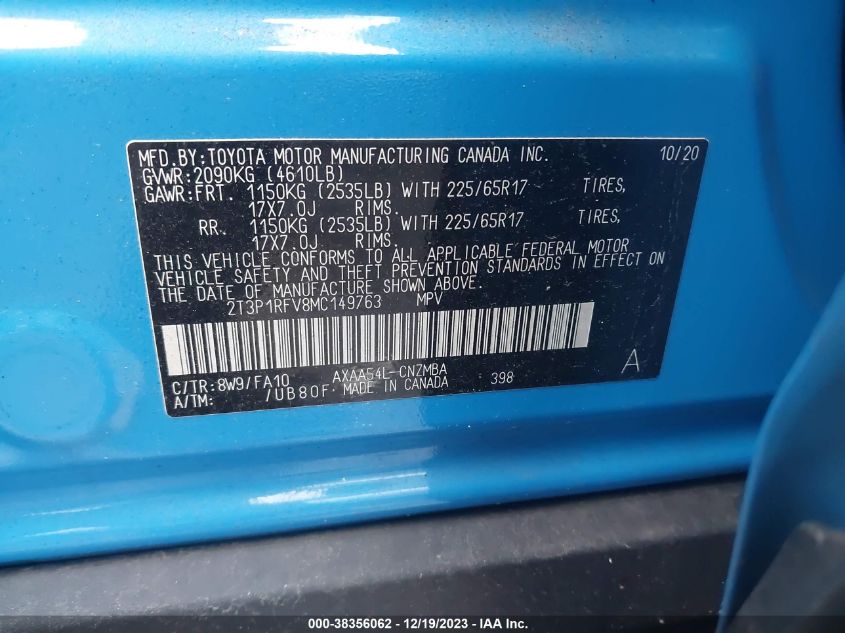 MFD.BY:TOYOTA MOTOR MANUFACTURING CANADA INC. 10/20
GVWR:2090KG (4610LB)
GAWR:FRT. 1150KG (2535LB) WITH 225/65R17 TIRES,
17X7.0J RIMS.
RR. 1150KG (2535LB) WITH 225/65R17 TIRES,
17X7.0J RIMS.
THIS VEHICLE CONFORMS TO ALL APPLICABLE FEDERAL MOTOR
VEHICLE SAFETY AND THEFT PREVENTION STANDARDS IN EFFECT ON
THE DATE OF MANUFACTURE SHOWN ABOVE.
2T3P1RFV8MC149763 MPV
C/TR:8W9/FA10 AXAA54L-CNZMBA 398 A
A/TM: /UB80F MADE IN CANADA
000-38356062 - 12/19/2023 - IAAI.COM